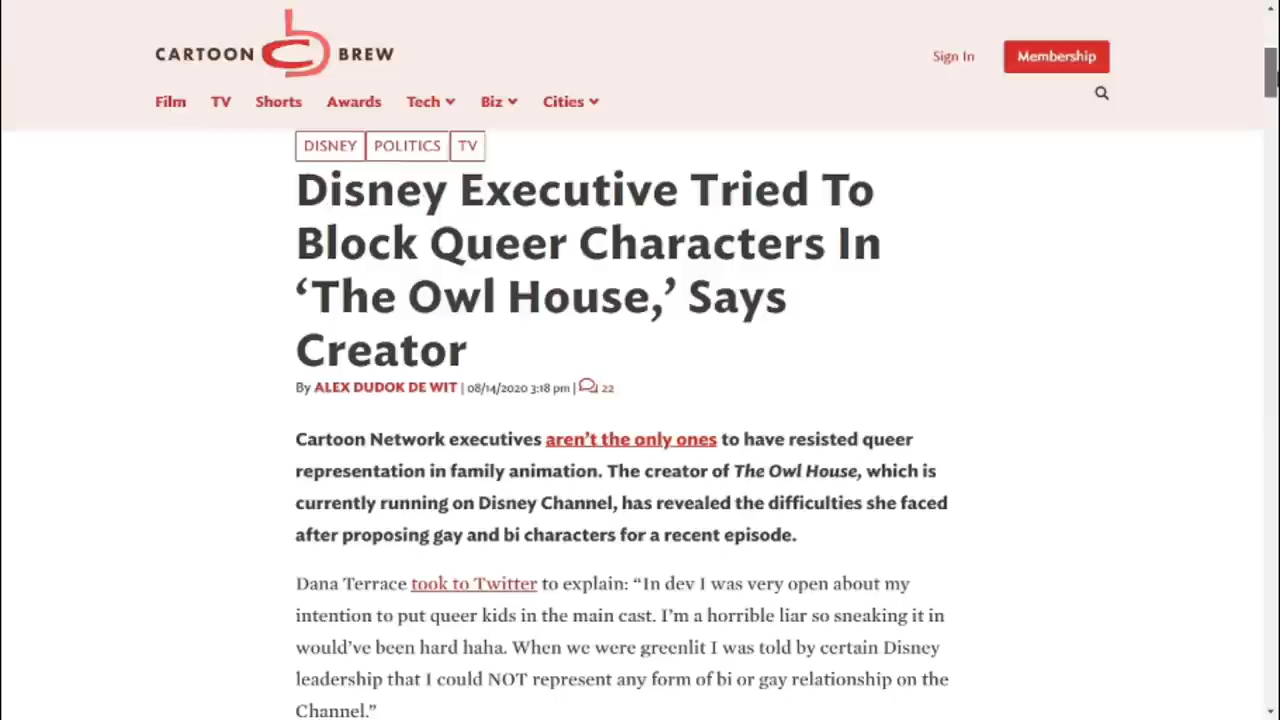 CARTOON BREW
Sign In
Membership
Film TV Shorts Awards Tech Biz Cities
DISNEY POLITICS TV
Disney Executive Tried To
Block Queer Characters In
‘The Owl House,’ Says
Creator
By ALEX DUDOK DE WIT | 08/14/2020 3:18 pm | 22
Cartoon Network executives aren’t the only ones to have resisted queer
representation in family animation. The creator of The Owl House, which is
currently running on Disney Channel, has revealed the difficulties she faced
after proposing gay and bi characters for a recent episode.
Dana Terrace took to Twitter to explain: “In dev I was very open about my
intention to put queer kids in the main cast. I’m a horrible liar so sneaking it in
would’ve been hard haha. When we were greenlit I was told by certain Disney
leadership that I could NOT represent any form of bi or gay relationship on the
Channel.”